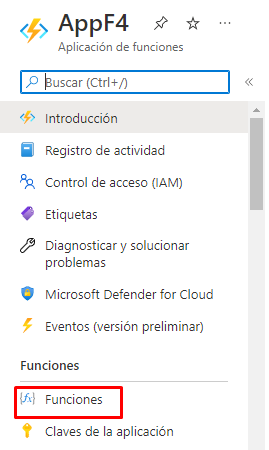 AppF4
Aplicación de funciones
Buscar (Ctrl+/)
Introducción
Registro de actividad
Control de acceso (IAM)
Etiquetas
Diagnosticar y solucionar
problemas
Microsoft Defender for Cloud
Eventos (versión preliminar)
Funciones
Funciones
Claves de la aplicación